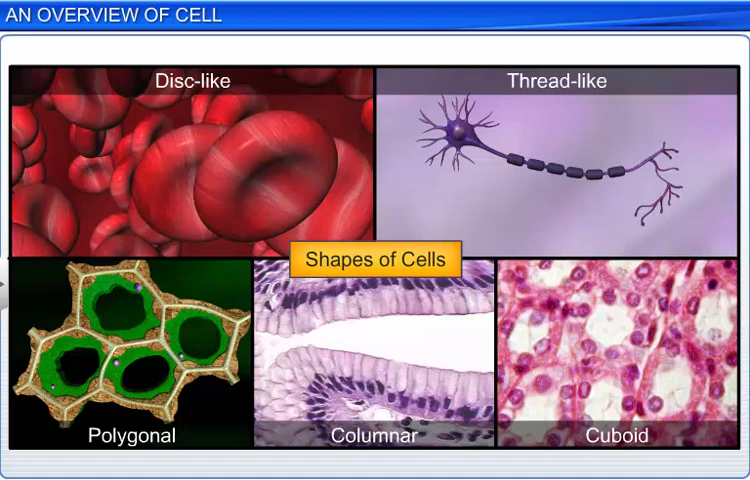 AN OVERVIEW OF CELL
Disc-like
Thread-like
Shapes of Cells
Polygonal
Columnar
Cuboid